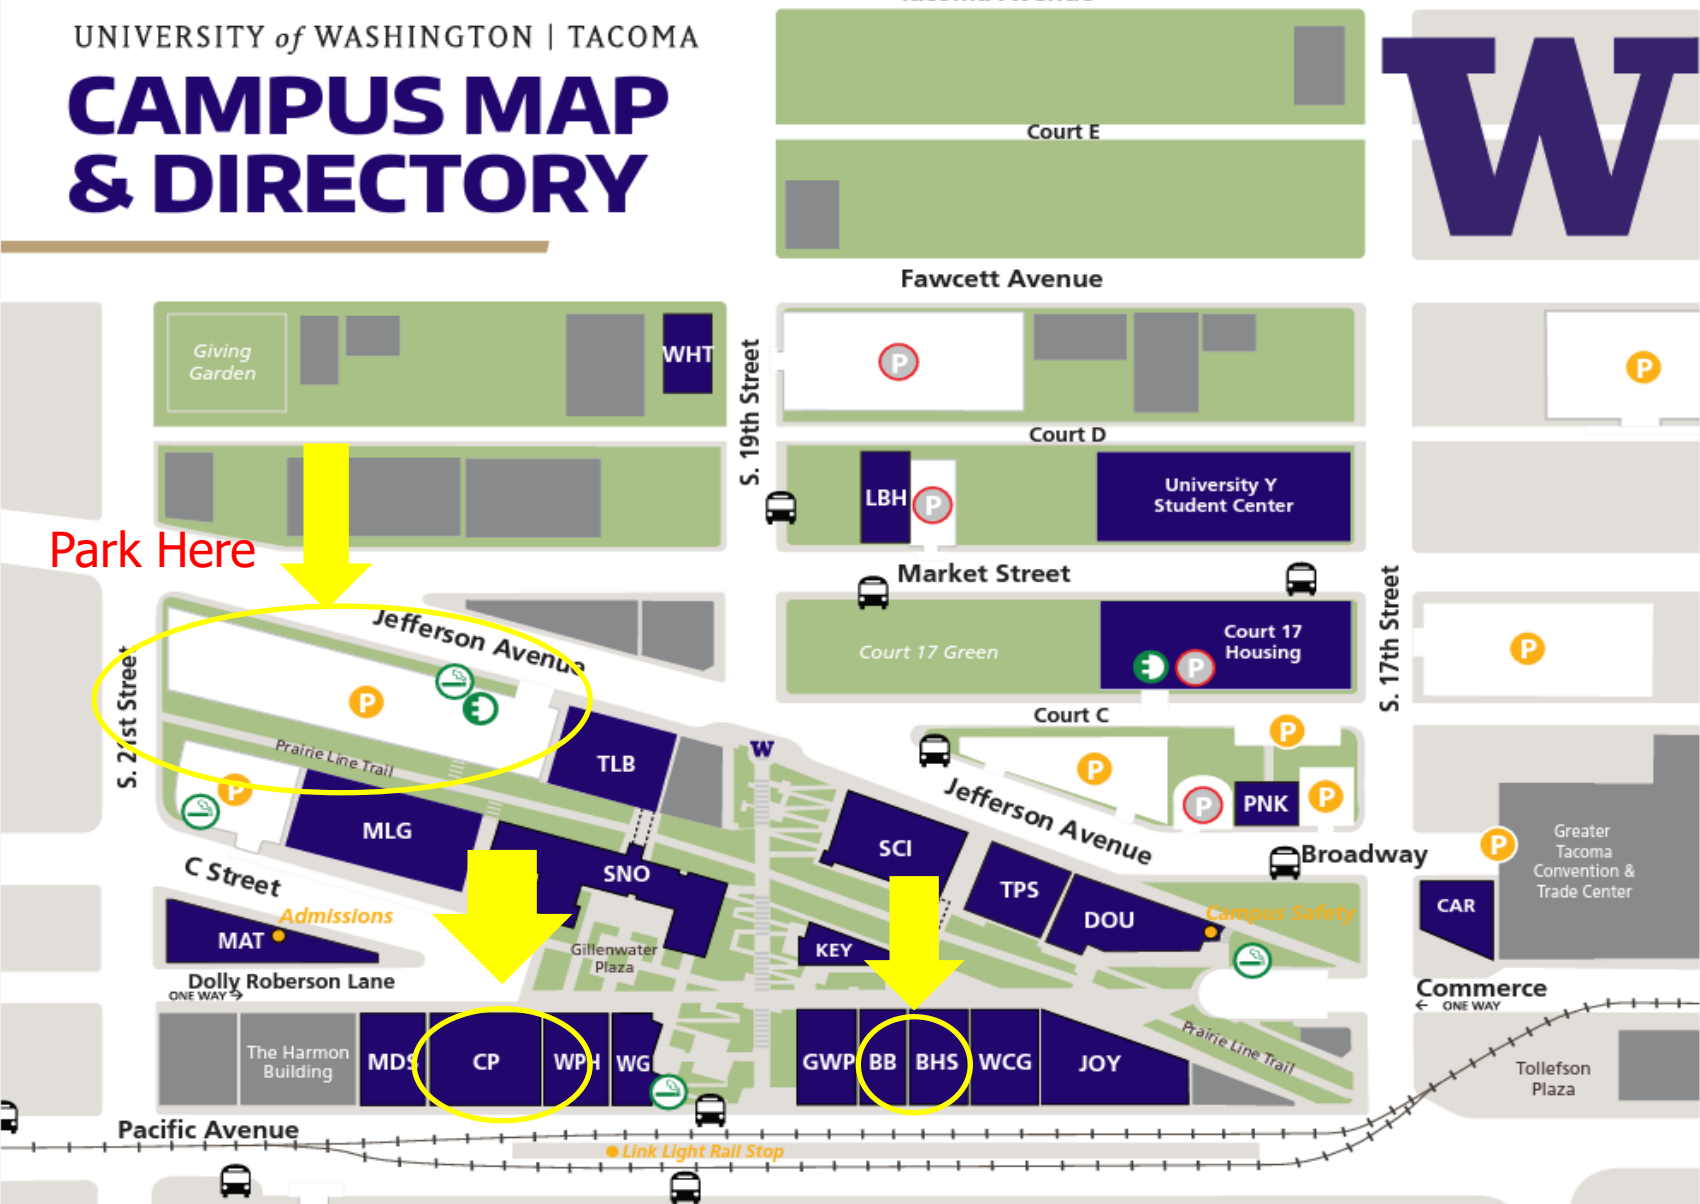 UNIVERSITY of WASHINGTON | TACOMA
CAMPUS MAP
& DIRECTORY
W
Court E
Fawcett Avenue
Giving
Garden
WHT
S. 19th Street
P
P
Court D
LBH
P
University Y
Student Center
Park Here
Market Street
S. 17th Street
Jefferson Avenue
Court 17 Green
Court 17
Housing
P
P
S. 21st Street
P
Prairie Line Trail
P
TLB
W
Court C
P
P
P
PNK
P
Jefferson Avenue
MLG
SNO
SCI
TPS
DOU
Broadway
P
Greater
Tacoma
Convention &
Trade Center
CAR
C Street
Admissions
MAT
Campus Safety
KEY
Gillenwater
Plaza
Dolly Roberson Lane
ONE WAY →
Commerce
← ONE WAY
The Harmon
Building
MDS
CP
WPH
WG
GWP
BB
BHS
WCG
JOY
Prairie Line Trail
Tollefson
Plaza
Pacific Avenue
Link Light Rail Stop